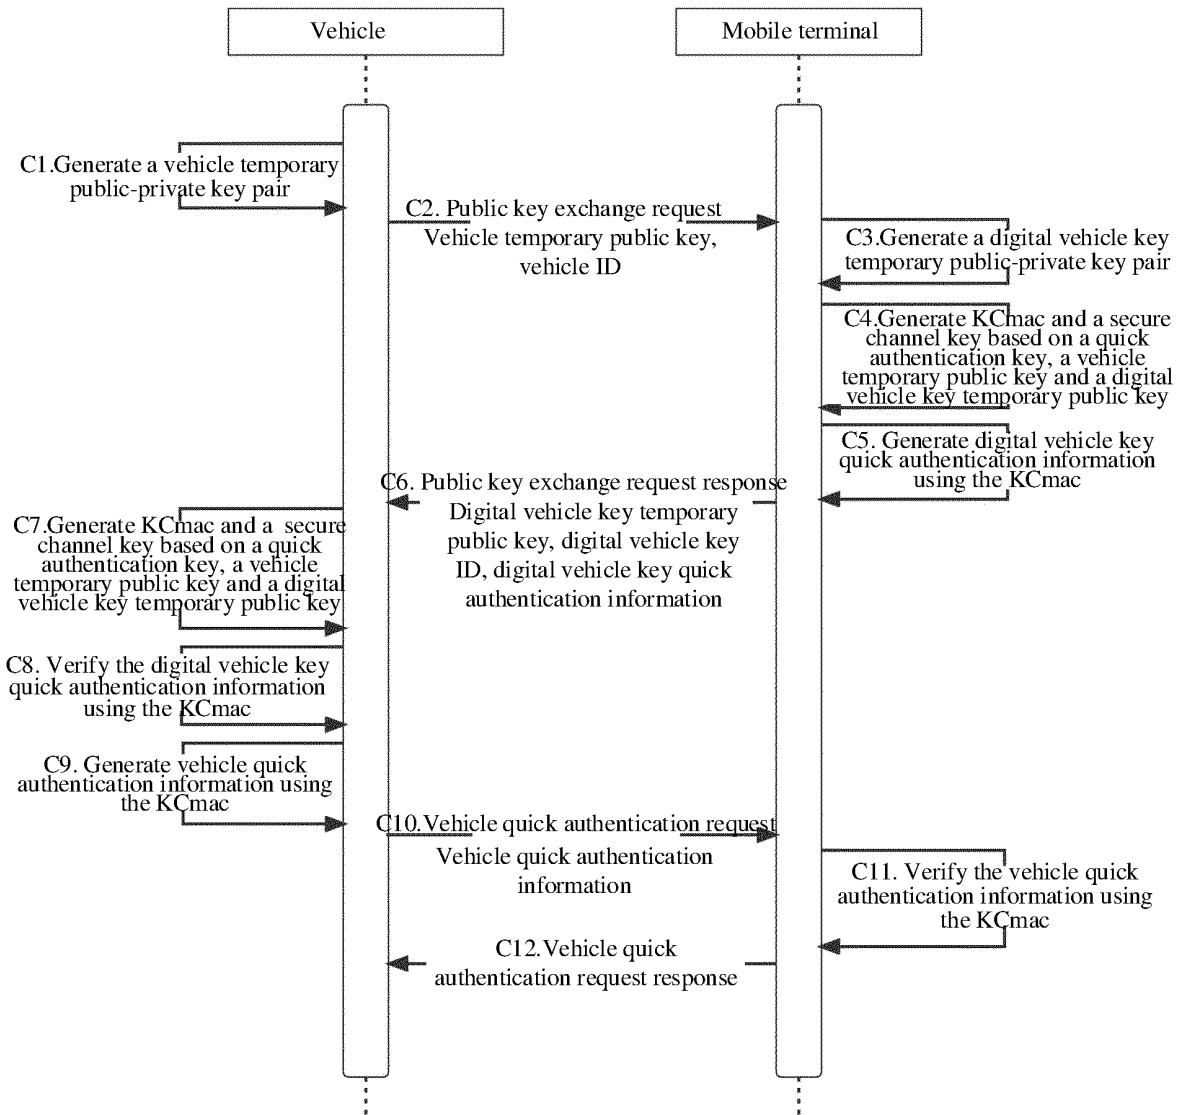 Vehicle
Mobile terminal
C1.Generate a vehicle temporary
public-private key pair
C2. Public key exchange request
Vehicle temporary public key,
vehicle ID
C3.Generate a digital vehicle key
temporary public-private key pair
C4.Generate KCmac and a secure
channel key based on a quick
authentication key, a vehicle
temporary public key and a digital
vehicle key temporary public key
C5. Generate digital vehicle key
quick authentication information
using the KCmac
C6. Public key exchange request response
Digital vehicle key temporary
public key, digital vehicle key
ID, digital vehicle key quick
authentication information
C7.Generate KCmac and a secure
channel key based on a quick
authentication key, a vehicle
temporary public key and a digital
vehicle key temporary public key
C8. Verify the digital vehicle key
quick authentication information
using the KCmac
C9. Generate vehicle quick
authentication information using
the KCmac
C10.Vehicle quick authentication request
Vehicle quick authentication
information
C11. Verify the vehicle quick
authentication information using
the KCmac
C12.Vehicle quick
authentication request response